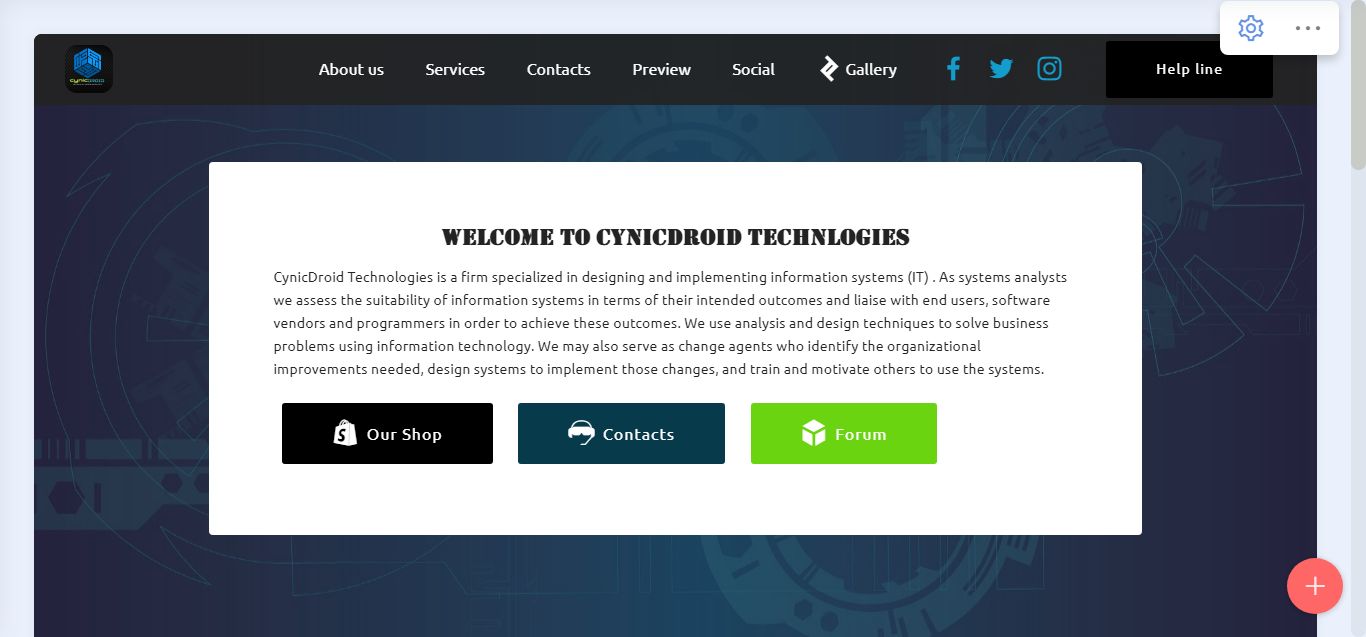 CYNICDROID
About us
Services
Contacts
Preview
Social
Gallery
Help line
WELCOME TO CYNICDROID TECHNLOGIES
CynicDroid Technologies is a firm specialized in designing and implementing information systems (IT) . As systems analysts
we assess the suitability of information systems in terms of their intended outcomes and liaise with end users, software
vendors and programmers in order to achieve these outcomes. We use analysis and design techniques to solve business
problems using information technology. We may also serve as change agents who identify the organizational
improvements needed, design systems to implement those changes, and train and motivate others to use the systems.
Our Shop
Contacts
Forum